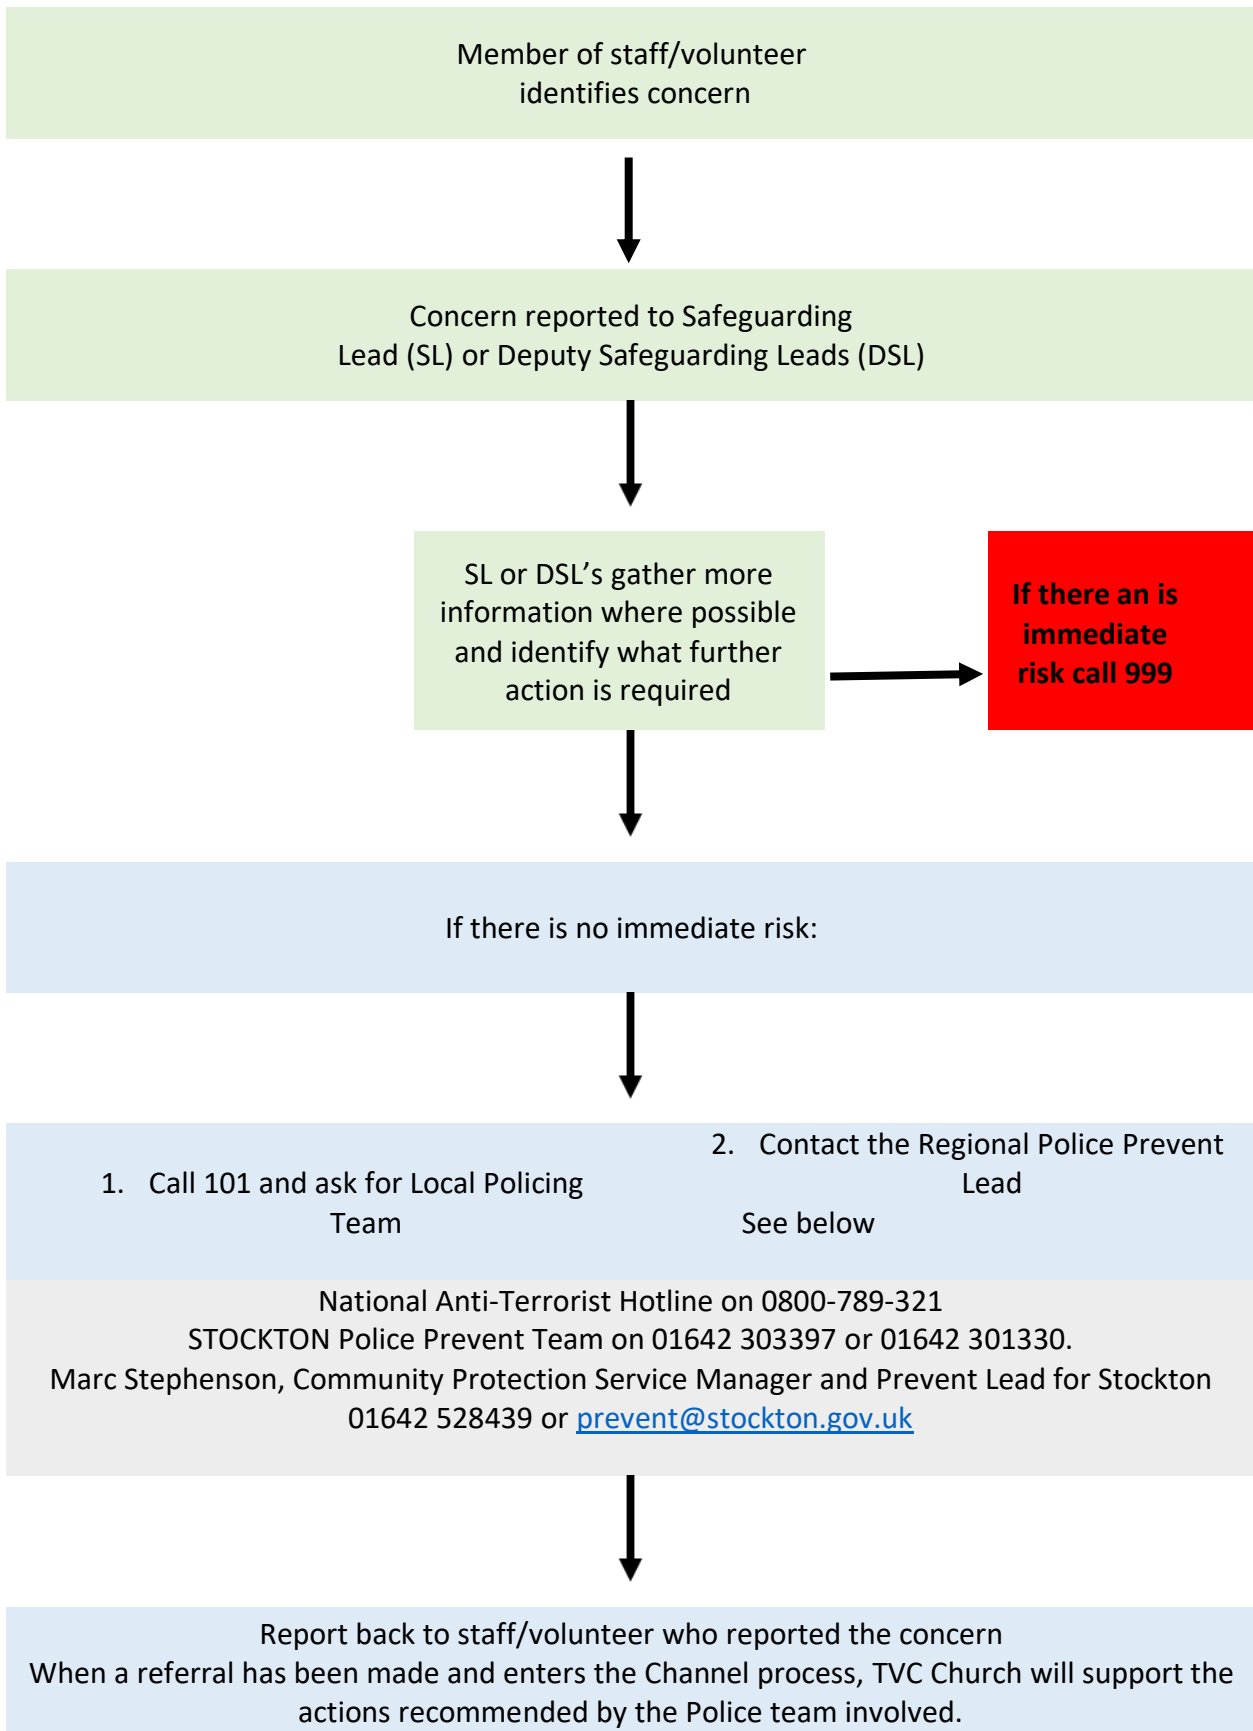 Member of staff/volunteer
identifies concern
Concern reported to Safeguarding
Lead (SL) or Deputy Safeguarding Leads (DSL)
SL or DSL’s gather more
information where possible
and identify what further
action is required
If there an is
immediate
risk call 999
If there is no immediate risk:
1. Call 101 and ask for Local Policing
Team
2. Contact the Regional Police Prevent
Lead
See below
National Anti-Terrorist Hotline on 0800-789-321
STOCKTON Police Prevent Team on 01642 303397 or 01642 301330.
Marc Stephenson, Community Protection Service Manager and Prevent Lead for Stockton
01642 528439 or prevent@stockton.gov.uk
Report back to staff/volunteer who reported the concern
When a referral has been made and enters the Channel process, TVC Church will support the
actions recommended by the Police team involved.